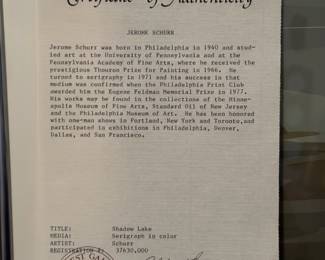 Certificate of Authenticity
JEROME SCHURR
Jerome Schurr was born in Philadelphia in 1940 and stud-
ied art at the University of Pennsylvania and at the
Pennsylvania Academy of Fine Arts, where he received the
prestigious Thouron Prize for Painting in 1966. He
turned to serigraphy in 1971 and his success in that
medium was confirmed when the Philadelphia Print Club
awarded him the Eugene Feldman Memorial Prize in 1977.
His works may be found in the collections of the Minne-
apolis Museum of Fine Arts, Standard Oil of New Jersey
and the Philadelphia Museum of Art. He has been honored
with one-man shows in Portland, New York and Toronto, and
participated in exhibitions in Philadelphia, Denver,
Dallas, and San Francisco.
TITLE: Shadow Lake
MEDIA: Serigraph in color
ARTIST: Schurr
REGISTRATION #: 37630,000